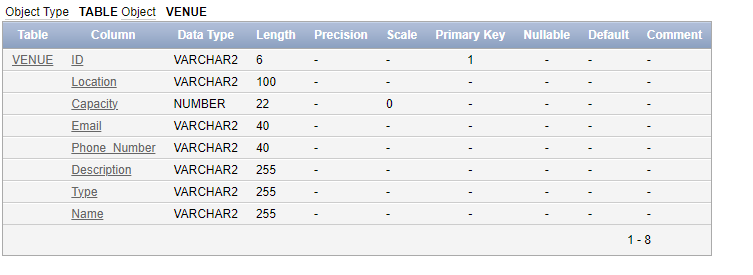 Object Type TABLE Object VENUE
Table Column Data Type Length Precision Scale Primary Key Nullable Default Comment
VENUE ID VARCHAR2 6 - - 1 - - -
Location VARCHAR2 100 - - - - - -
Capacity NUMBER 22 - 0 - - - -
Email VARCHAR2 40 - - - - - -
Phone_Number VARCHAR2 40 - - - - - -
Description VARCHAR2 255 - - - - - -
Type VARCHAR2 255 - - - - - -
Name VARCHAR2 255 - - - - - -
1 - 8